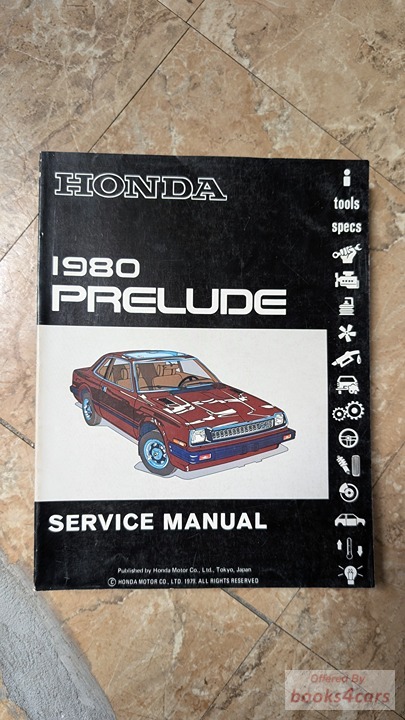 HONDA
1980
PRELUDE
i
tools
specs
SERVICE MANUAL
Published by Honda Motor Co., Ltd., Tokyo, Japan
© HONDA MOTOR CO., LTD. 1979. ALL RIGHTS RESERVED
Offered By
books4cars